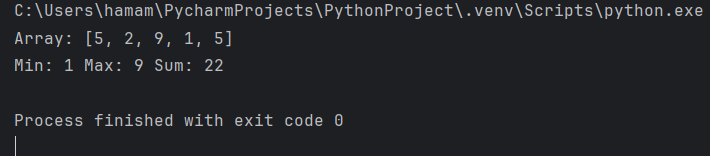 C:\Users\hamam\PycharmProjects\PythonProject\.venv\Scripts\python.exe
Array: [5, 2, 9, 1, 5]
Min: 1 Max: 9 Sum: 22
Process finished with exit code 0